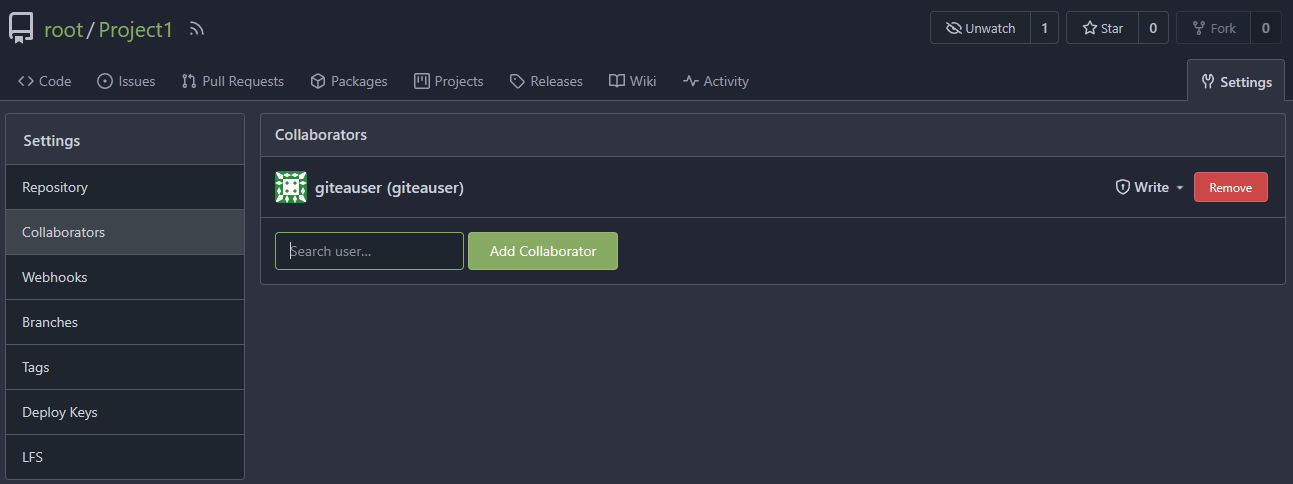 root / Project1
Unwatch 1 Star 0 Fork 0
Code Issues Pull Requests Packages Projects Releases Wiki Activity Settings
Settings
Repository
Collaborators
Webhooks
Branches
Tags
Deploy Keys
LFS
Collaborators
giteauser (giteauser) Write Remove
Search user... Add Collaborator